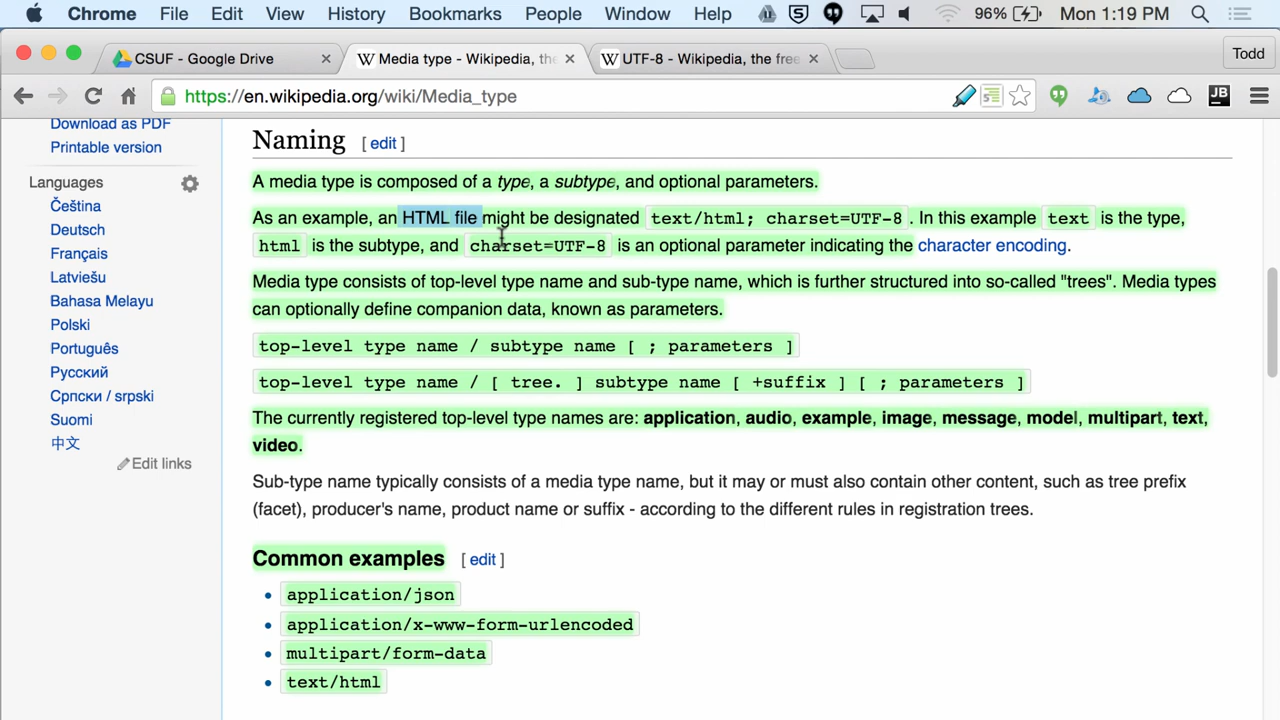 Chrome File Edit View History Bookmarks People Window Help 96% Mon 1:19 PM
CSUF - Google Drive Media type - Wikipedia, the UTF-8 - Wikipedia, the free Todd
https://en.wikipedia.org/wiki/Media_type JB
Download as PDF
Printable version
Languages
Čeština
Deutsch
Français
Latviešu
Bahasa Melayu
Polski
Português
Русский
Српски / srpski
Suomi
中文
Edit links
Naming [ edit ]
A media type is composed of a type, a subtype, and optional parameters.
As an example, an HTML file might be designated text/html; charset=UTF-8 . In this example text is the type,
html is the subtype, and charset=UTF-8 is an optional parameter indicating the character encoding.
Media type consists of top-level type name and sub-type name, which is further structured into so-called "trees". Media types
can optionally define companion data, known as parameters.
top-level type name / subtype name [ ; parameters ]
top-level type name / [ tree. ] subtype name [ +suffix ] [ ; parameters ]
The currently registered top-level type names are: application, audio, example, image, message, model, multipart, text,
video.
Sub-type name typically consists of a media type name, but it may or must also contain other content, such as tree prefix
(facet), producer's name, product name or suffix - according to the different rules in registration trees.
Common examples [ edit ]
application/json
application/x-www-form-urlencoded
multipart/form-data
text/html